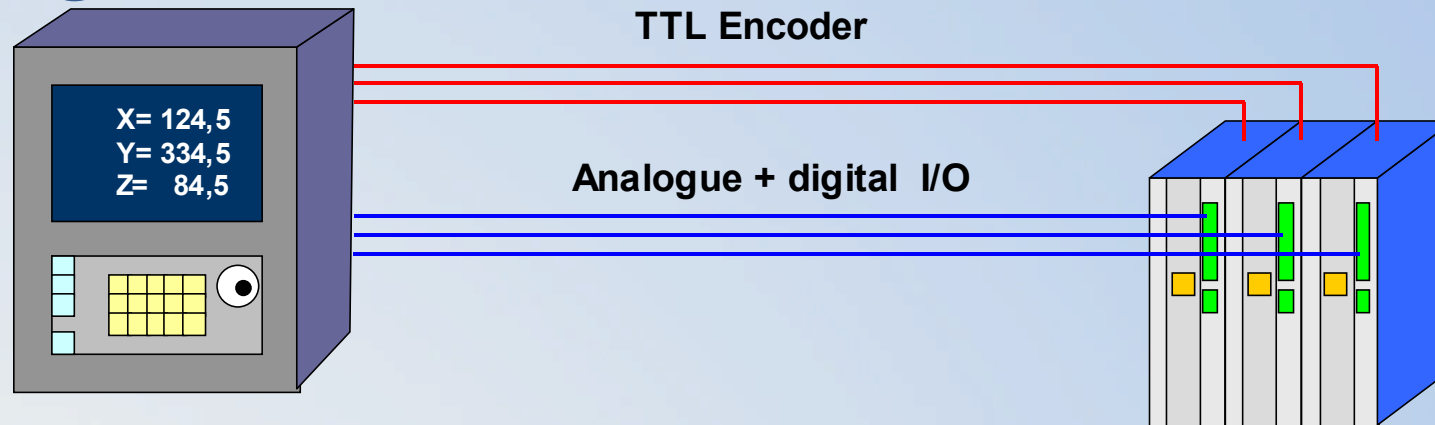 TTL Encoder
X= 124,5
Y= 334,5
Z= 84,5
Analogue + digital I/O